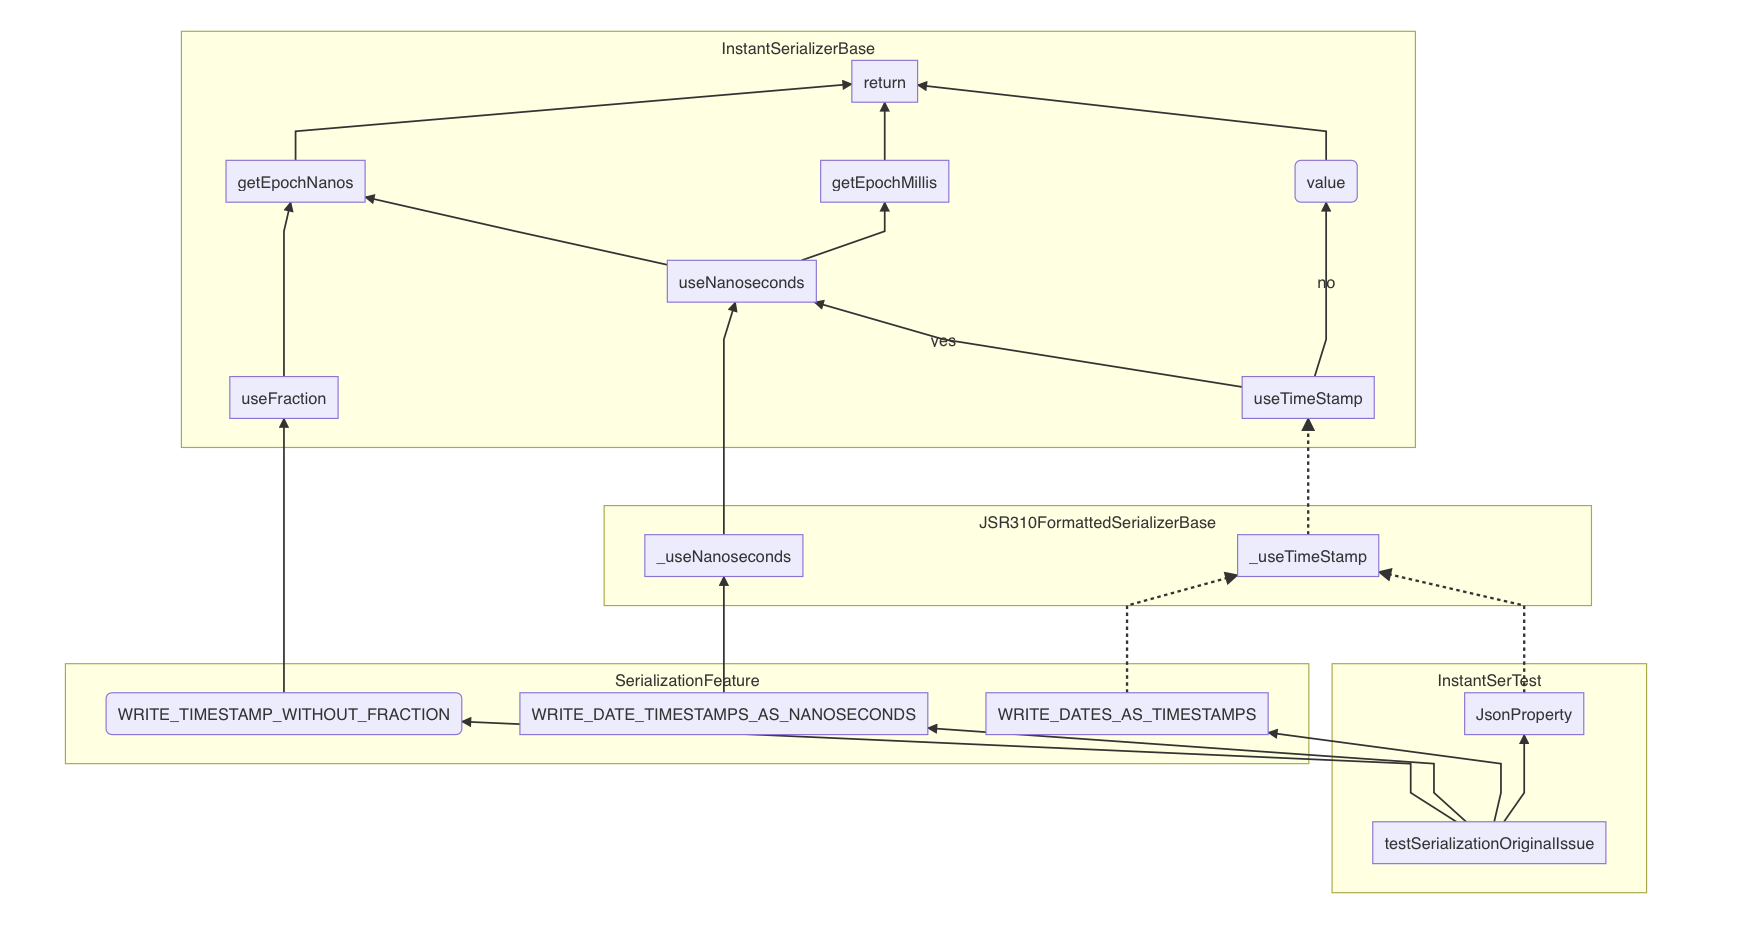 InstantSerializerBase
return
getEpochNanos
getEpochMillis
value
useNanoseconds
no
yes
useFraction
useTimeStamp
JSR310FormattedSerializerBase
_useNanoseconds
_useTimeStamp
SerializationFeature
InstantSerTest
WRITE_TIMESTAMP_WITHOUT_FRACTION
WRITE_DATE_TIMESTAMPS_AS_NANOSECONDS
WRITE_DATES_AS_TIMESTAMPS
JsonProperty
testSerializationOriginalIssue